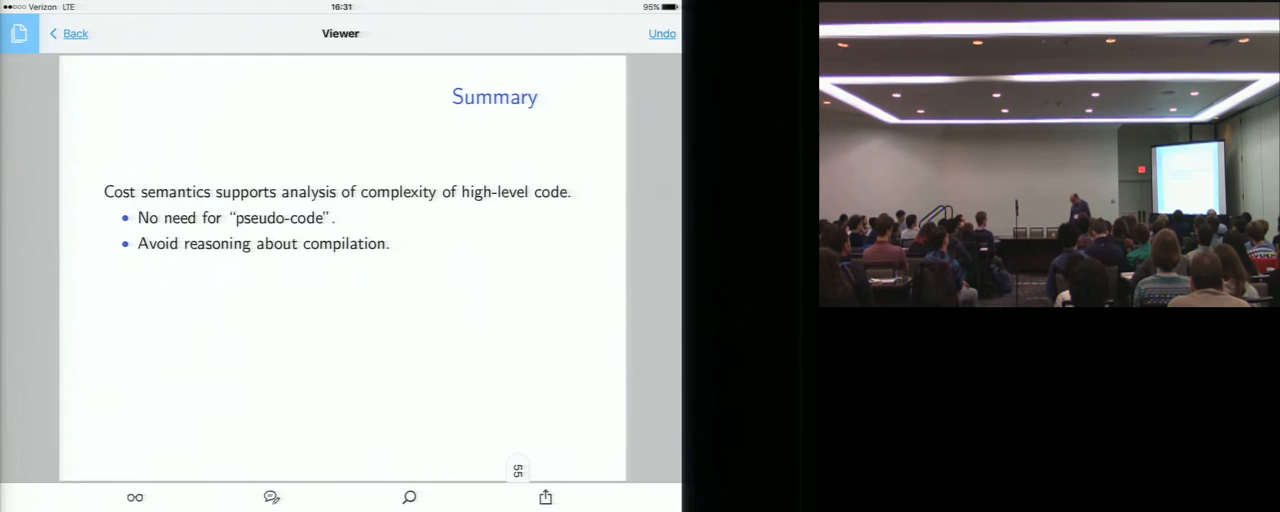 Verizon LTE 16:31 95%
Back Viewer Undo
Summary
Cost semantics supports analysis of complexity of high-level code.
• No need for “pseudo-code”.
• Avoid reasoning about compilation.
55